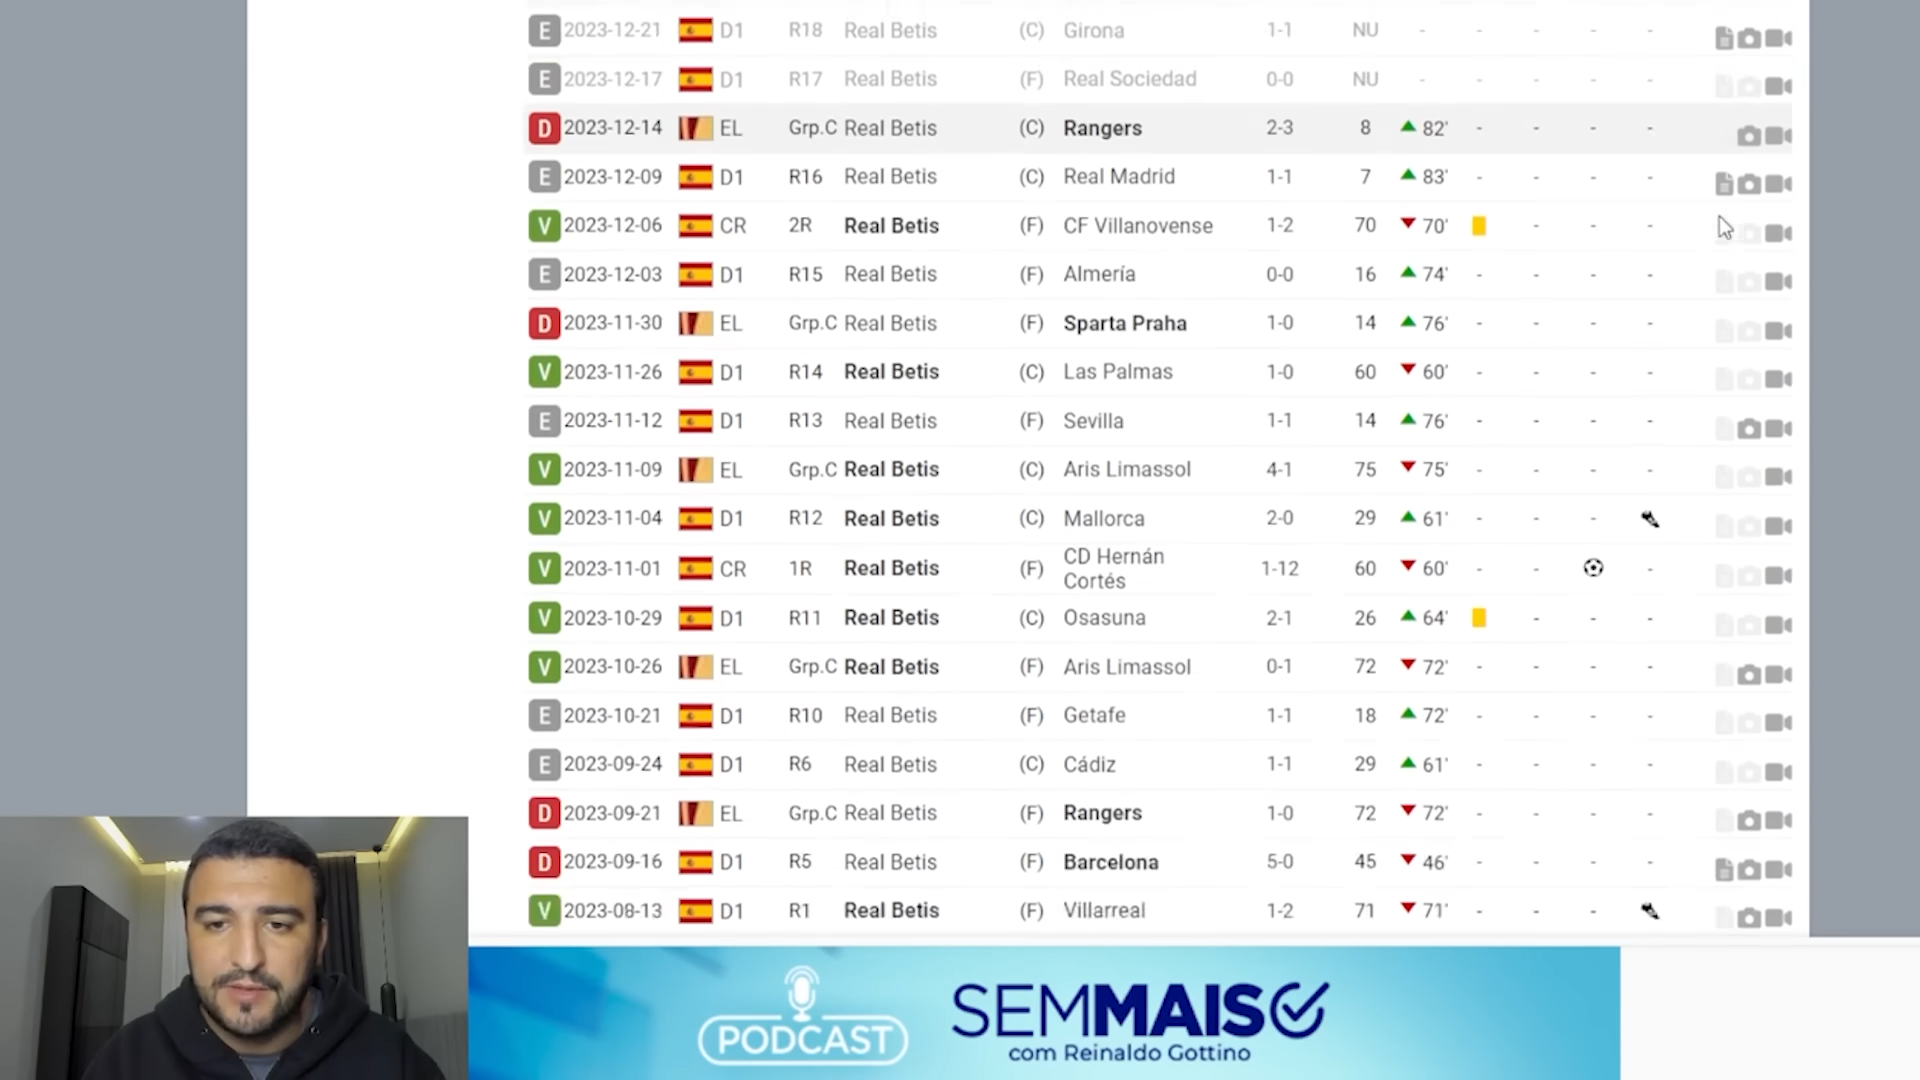 E 2023-12-21 D1 R18 Real Betis (C) Girona 1-1 NU - - - - -
E 2023-12-17 D1 R17 Real Betis (F) Real Sociedad 0-0 NU - - - - -
D 2023-12-14 EL Grp.C Real Betis (C) Rangers 2-3 8 82' - - - -
E 2023-12-09 D1 R16 Real Betis (C) Real Madrid 1-1 7 83' - - - -
V 2023-12-06 CR 2R Real Betis (F) CF Villanovense 1-2 70 70' - - -
E 2023-12-03 D1 R15 Real Betis (F) Almería 0-0 16 74' - - - -
D 2023-11-30 EL Grp.C Real Betis (F) Sparta Praha 1-0 14 76' - - - -
V 2023-11-26 D1 R14 Real Betis (C) Las Palmas 1-0 60 60' - - - -
E 2023-11-12 D1 R13 Real Betis (F) Sevilla 1-1 14 76' - - - -
V 2023-11-09 EL Grp.C Real Betis (C) Aris Limassol 4-1 75 75' - - - -
V 2023-11-04 D1 R12 Real Betis (C) Mallorca 2-0 29 61' - - -
V 2023-11-01 CR 1R Real Betis (F) CD Hernán Cortés 1-12 60 60' - - -
V 2023-10-29 D1 R11 Real Betis (C) Osasuna 2-1 26 64' - - -
V 2023-10-26 EL Grp.C Real Betis (F) Aris Limassol 0-1 72 72' - - - -
E 2023-10-21 D1 R10 Real Betis (F) Getafe 1-1 18 72' - - - -
E 2023-09-24 D1 R6 Real Betis (C) Cádiz 1-1 29 61' - - - -
D 2023-09-21 EL Grp.C Real Betis (F) Rangers 1-0 72 72' - - - -
D 2023-09-16 D1 R5 Real Betis (F) Barcelona 5-0 45 46' - - - -
V 2023-08-13 D1 R1 Real Betis (F) Villarreal 1-2 71 71' - - -
PODCAST
SEMMAIS
com Reinaldo Gottino